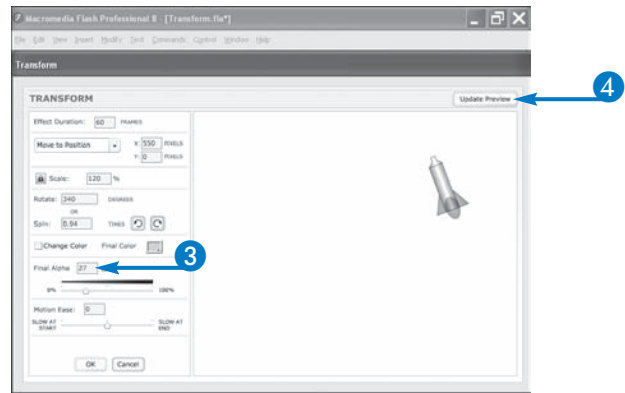 Macromedia Flash Professional 8 - [Transform.fla*]
File Edit View Insert Modify Text Commands Control Window Help
Transform
TRANSFORM
Update Preview
4
Effect Duration: 60 FRAMES
Move to Position X: 550 PIXELS
Y: 0 PIXELS
Scale: 120 %
Rotate: 340 DEGREES
OR
Spin: 0.94 TIMES
Change Color Final Color
3
Final Alpha 27
0% 100%
Motion Ease: 0
SLOW AT START SLOW AT END
OK Cancel